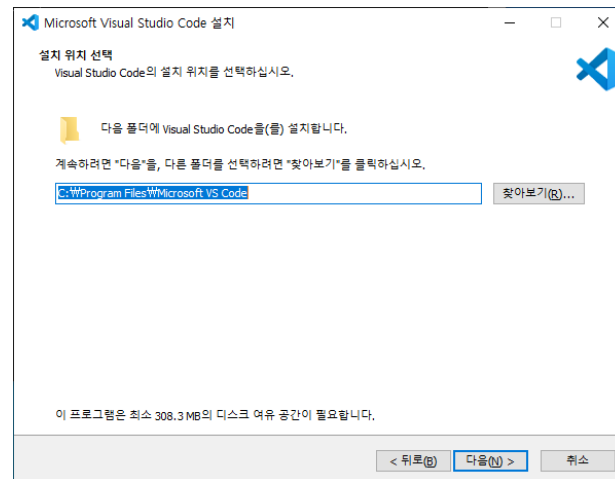 Microsoft Visual Studio Code 설치
설치 위치 선택
Visual Studio Code의 설치 위치를 선택하십시오.
다음 폴더에 Visual Studio Code을(를) 설치합니다.
계속하려면 "다음"을, 다른 폴더를 선택하려면 "찾아보기"를 클릭하십시오.
C:₩Program Files₩Microsoft VS Code
찾아보기(R)...
이 프로그램은 최소 308.3 MB의 디스크 여유 공간이 필요합니다.
< 뒤로(B) 다음(N) > 취소